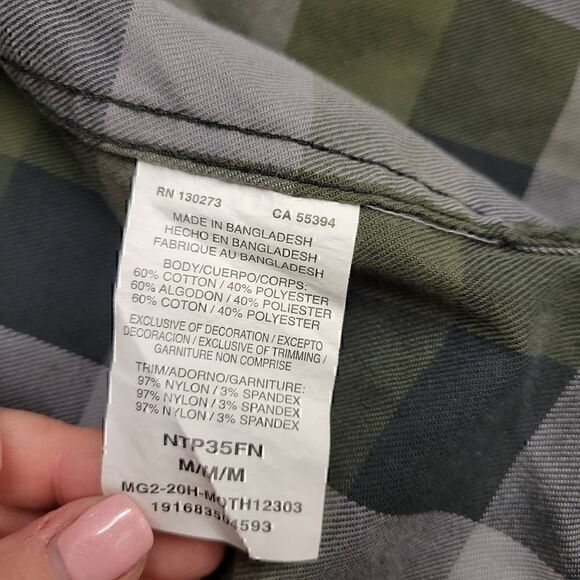 RN 130273 CA 55394
MADE IN BANGLADESH
HECHO EN BANGLADESH
FABRIQUE AU BANGLADESH
BODY/CUERPO/CORPS:
60% COTTON / 40% POLYESTER
60% ALGODON / 40% POLIESTER
60% COTON / 40% POLYESTER
EXCLUSIVE OF DECORATION / EXCEPTO
DECORACION / EXCLUSIVE OF TRIMMING /
GARNITURE NON COMPRISE
TRIM/ADORNO/GARNITURE:
97% NYLON / 3% SPANDEX
97% NYLON / 3% SPANDEX
97% NYLON / 3% SPANDEX
NTP35FN
M/M/M
MG2-20H-MOTH12303